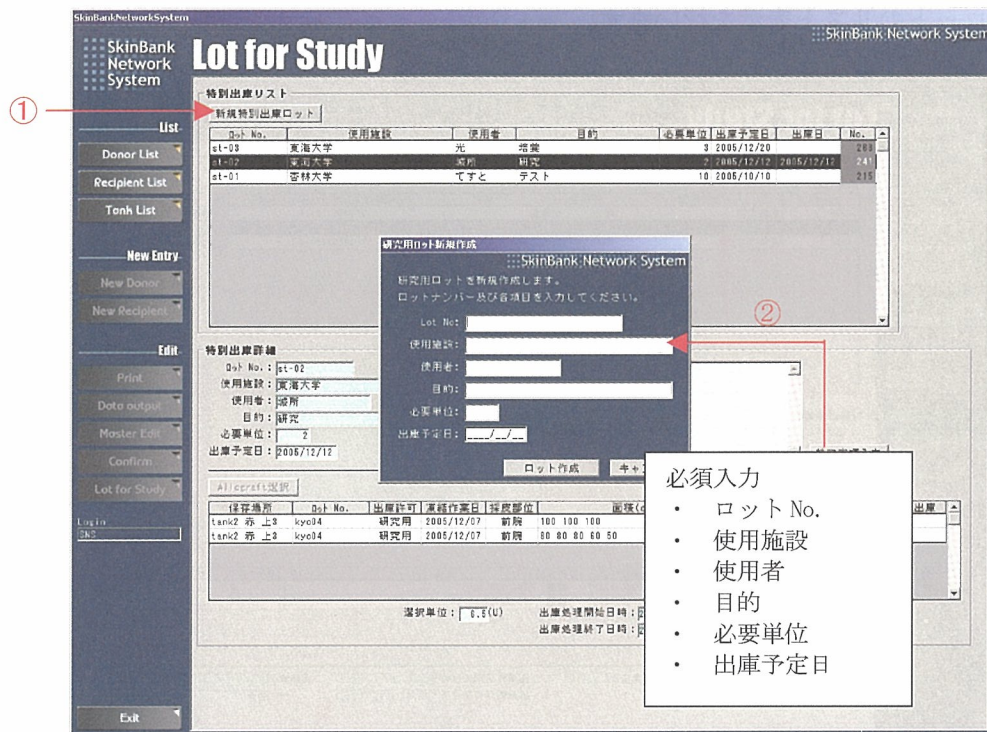 SkinBankNetworkSystem
SkinBank Network System
SkinBank
Network
System
Lot for Study
①
特別出庫リスト
新規特別出庫ロット
ロット No. 使用施設 使用者 目的 必要単位 出庫予定日 出庫日 No.
st-03 東海大学 光 培養 3 2005/12/20 268
st-02 東海大学 研究 2 2005/12/12 2005/12/12 241
st-01 杏林大学 てすと テスト 10 2005/10/10 215
List
Donor List
Recipient List
Tank List
New Entry
New Donor
New Recipient
Edit
Print
Data output
Master Edit
Confirm
Lot for Study
Login
SNS
Exit
研究用ロット新規作成
SkinBank Network System
研究用ロットを新規作成します。
ロットナンバー及び各項目を入力してください。
Lot No:
使用施設:
使用者:
目的:
必要単位:
出庫予定日: ____/__/__
ロット作成 キャン
②
特別出庫詳細
ロット No. : st-02
使用施設 : 東海大学
使用者 :
目的 : 研究
必要単位 : 2
出庫予定日 : 2005/12/12
Allograft選択
保存場所 ロット No. 出庫許可 凍結作業日 採皮部位 面積(c 出庫
tank2 赤 上3 kyo04 研究用 2005/12/07 前腕 100 100 100
tank2 赤 上3 kyo04 研究用 2005/12/07 前腕 80 80 80 60 50
選択単位 : 6.5 (U)
出庫処理開始日時 :
出庫処理終了日時 :
必須入力
・ ロット No.
・ 使用施設
・ 使用者
・ 目的
・ 必要単位
・ 出庫予定日